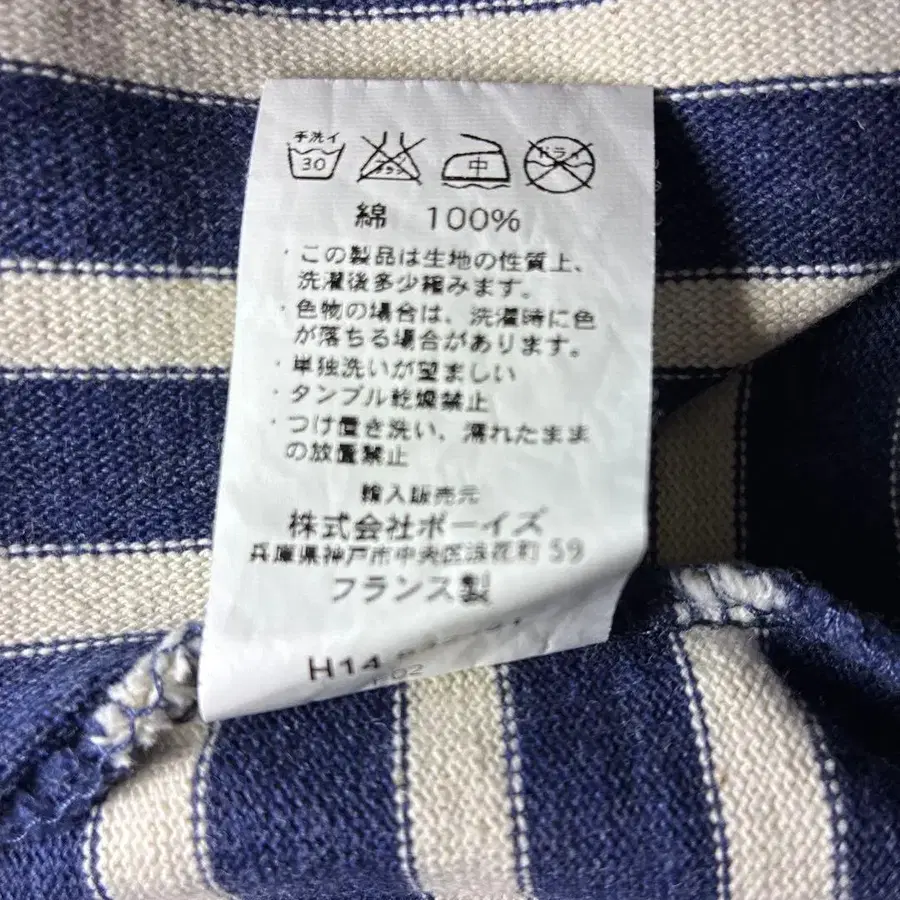 手洗イ
30 中 ドライ
綿 100%
・この製品は生地の性質上、
洗濯後多少縮みます。
・色物の場合は、洗濯時に色
が落ちる場合があります。
・単独洗いが望ましい
・タンブル乾燥禁止
・つけ置き洗い、濡れたまま
の放置禁止
輸入販売元
株式会社ボーイズ
兵庫県神戸市中央区浪花町 59
フランス製
H14